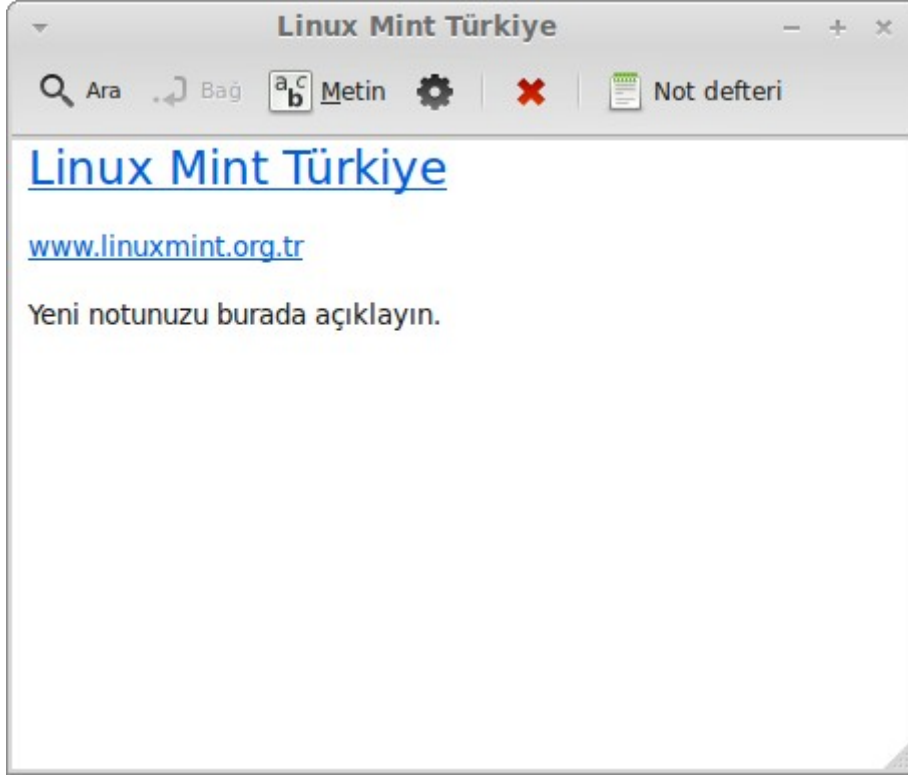 Linux Mint Türkiye
Ara Bağ abc Metin Not defteri
Linux Mint Türkiye
www.linuxmint.org.tr
Yeni notunuzu burada açıklayın.